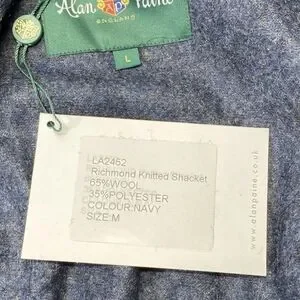 Alan Paine
ENGLAND
L
LA2452
Richmond Knitted Shacket
65%WOOL
35%POLYESTER
COLOUR:NAVY
SIZE:M
www.alanpaine.co.uk